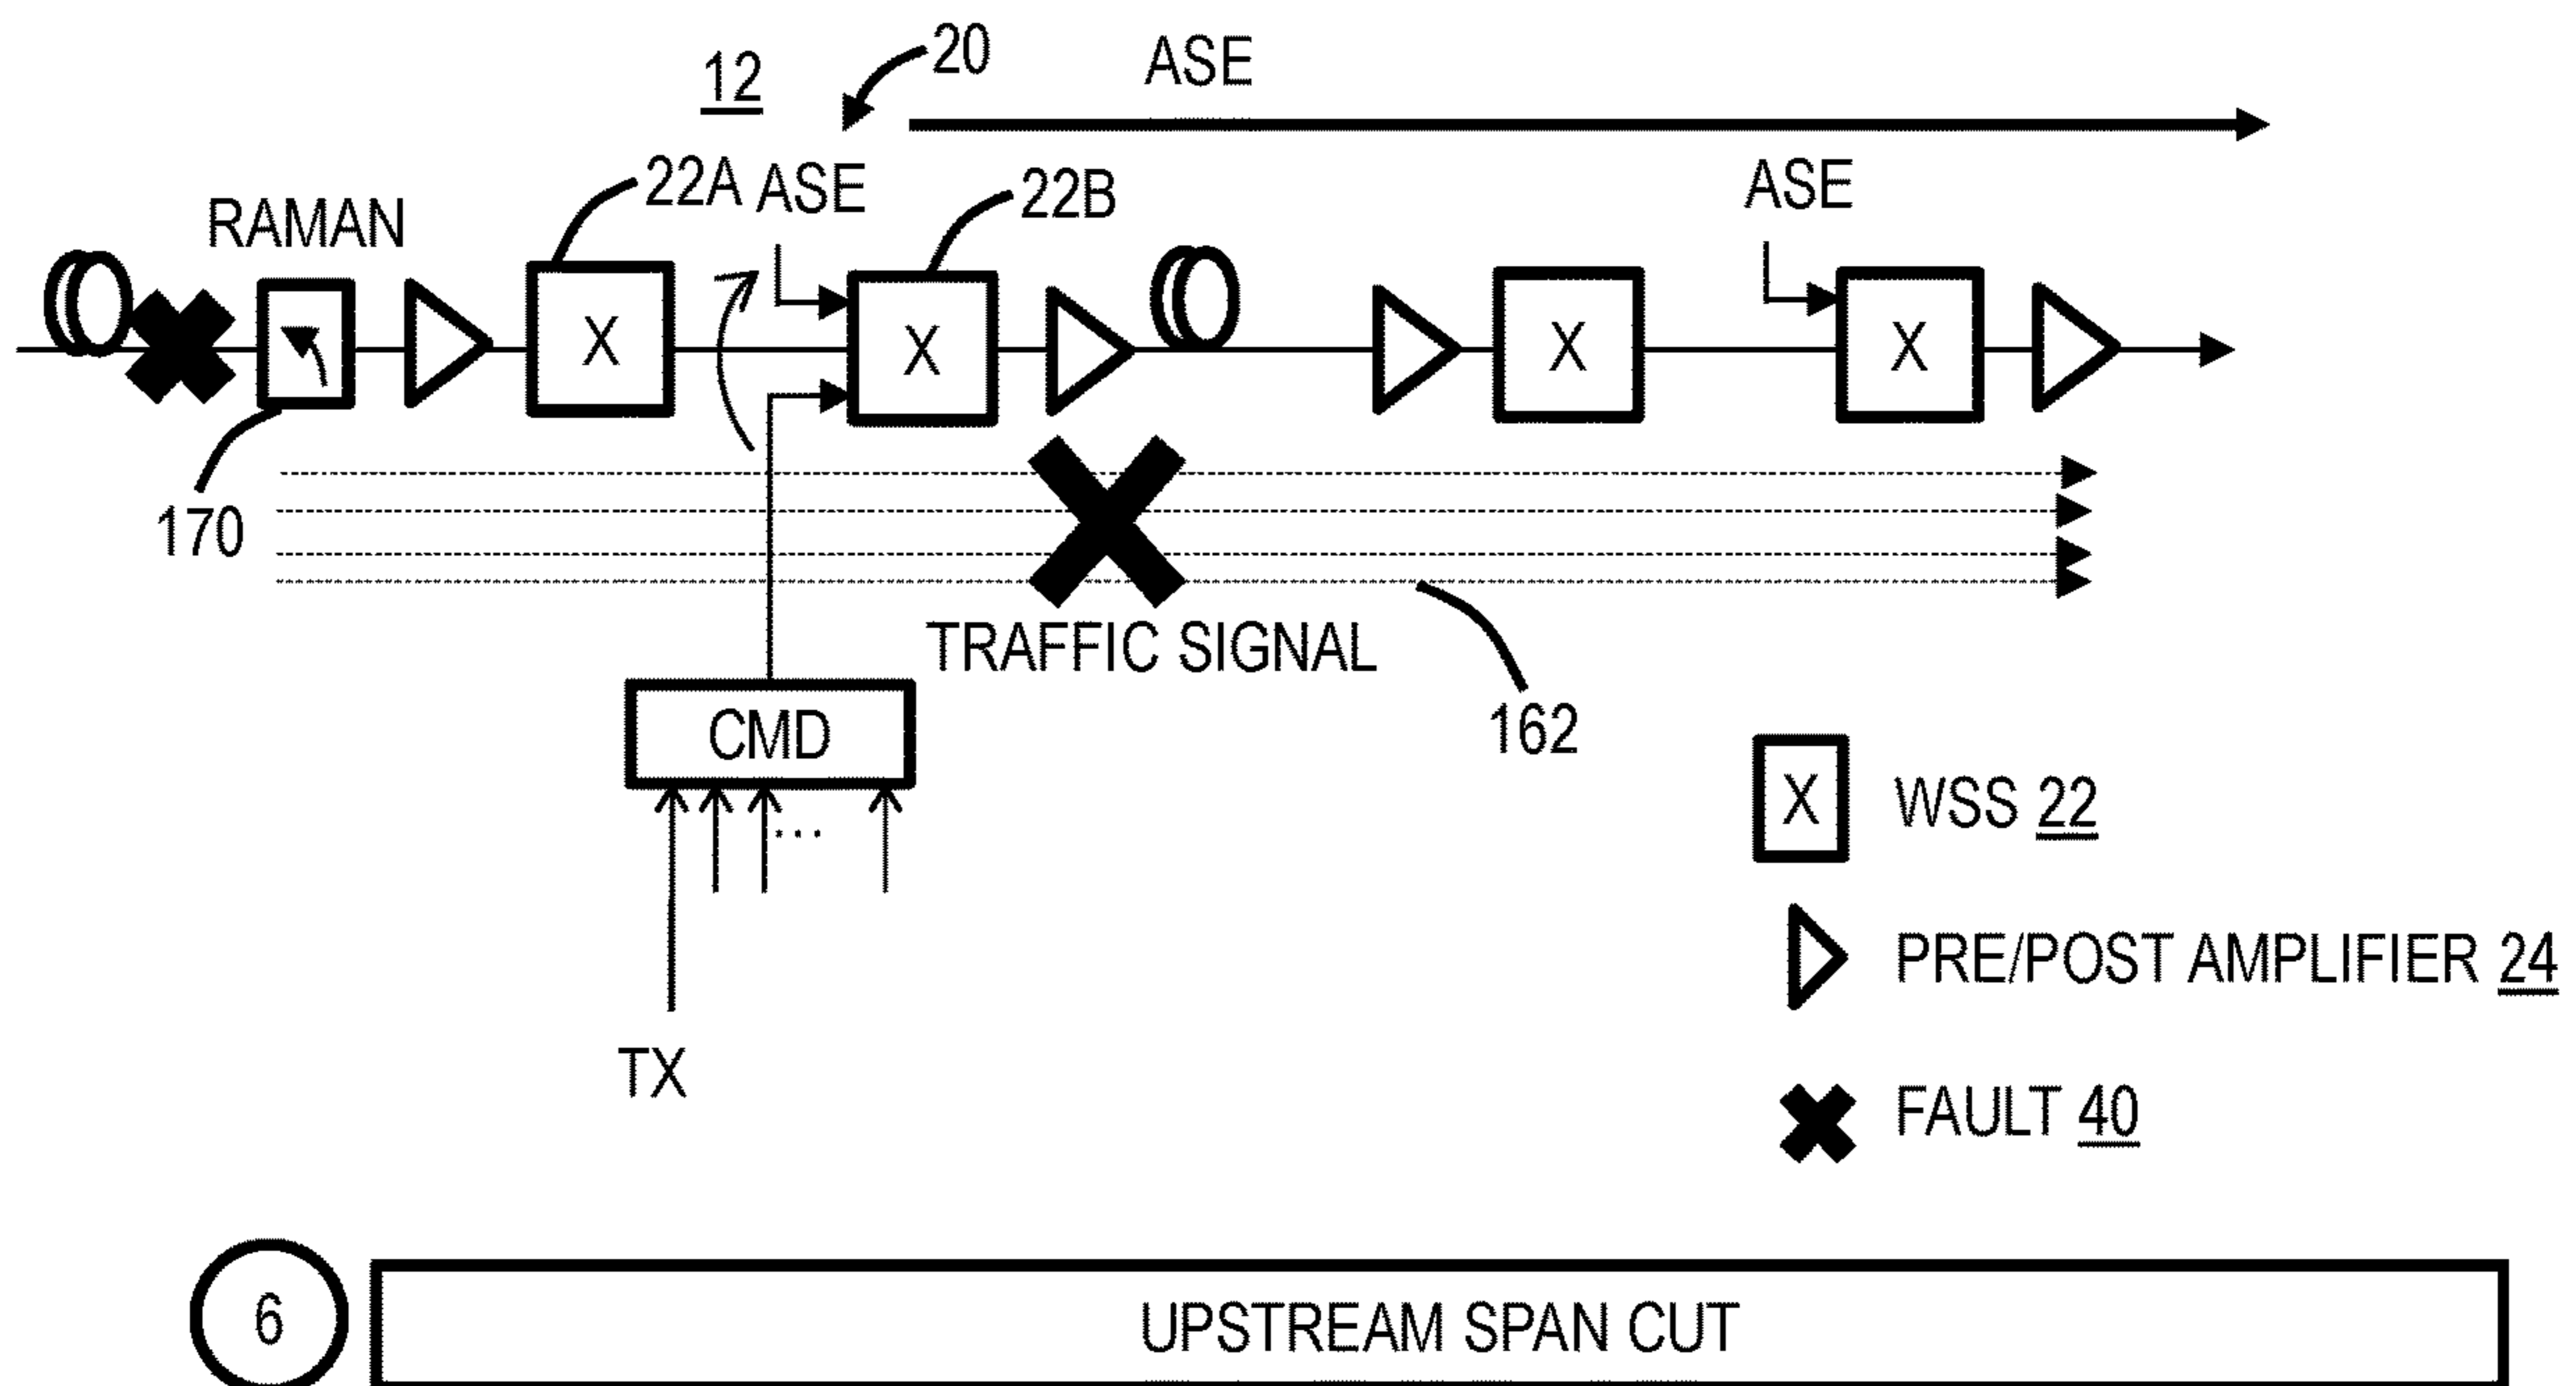 20
ASE
12
22A
ASE
22B
ASE
RAMAN
X
X
X
X
170
TRAFFIC SIGNAL
162
CMD
...
TX
X WSS 22
PRE/POST AMPLIFIER 24
FAULT 40
6 UPSTREAM SPAN CUT